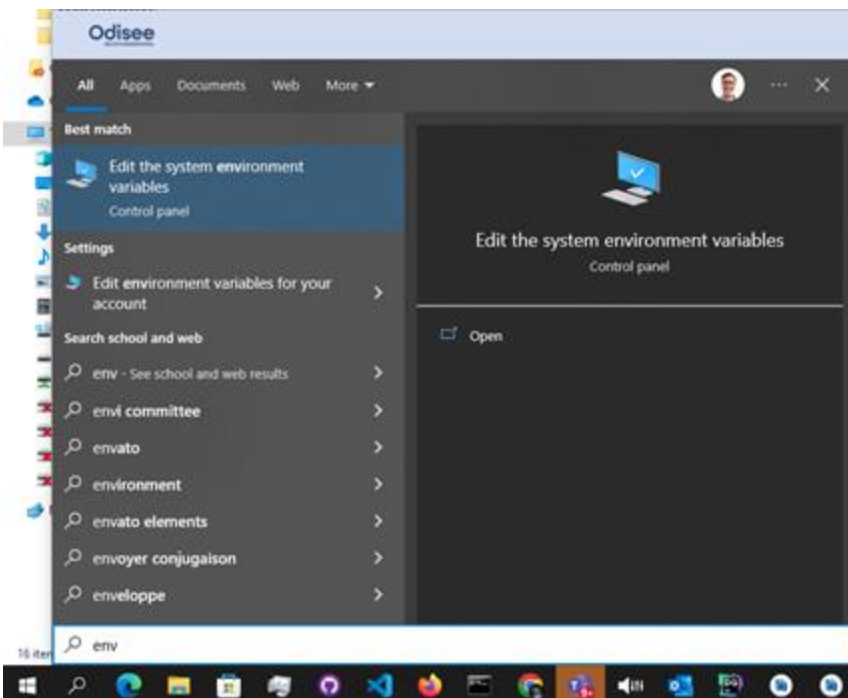 Odisee
All Apps Documents Web More
Best match
Edit the system environment
variables
Control panel
Edit the system environment variables
Control panel
Settings
Edit environment variables for your
account
Open
Search school and web
env - See school and web results
envi committee
envato
environment
envato elements
envoyer conjugaison
enveloppe
env